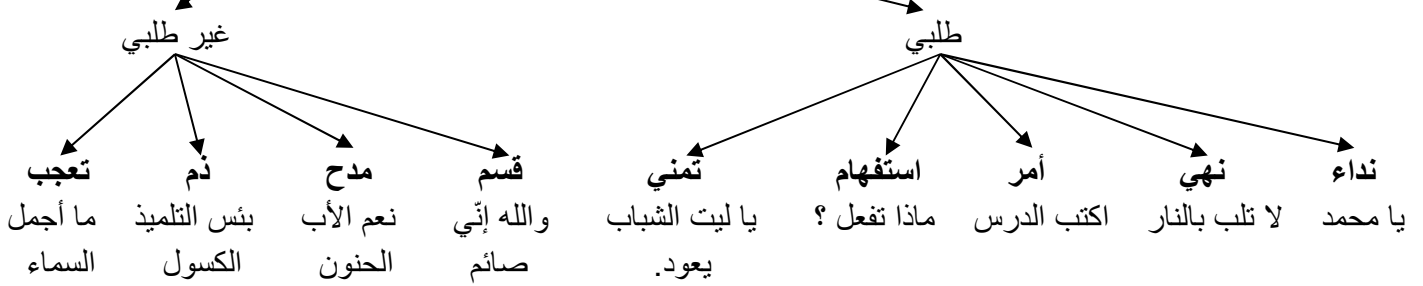 طلبي
غير طلبي
نداء
نهي
أمر
استفهام
تمني
قسم
مدح
ذم
تعجب
يا محمد
لا تلب بالنار
اكتب الدرس
ماذا تفعل ؟
يا ليت الشباب
يعود.
والله إنّي
صائم
نعم الأب
الحنون
بئس التلميذ
الكسول
ما أجمل
السماء